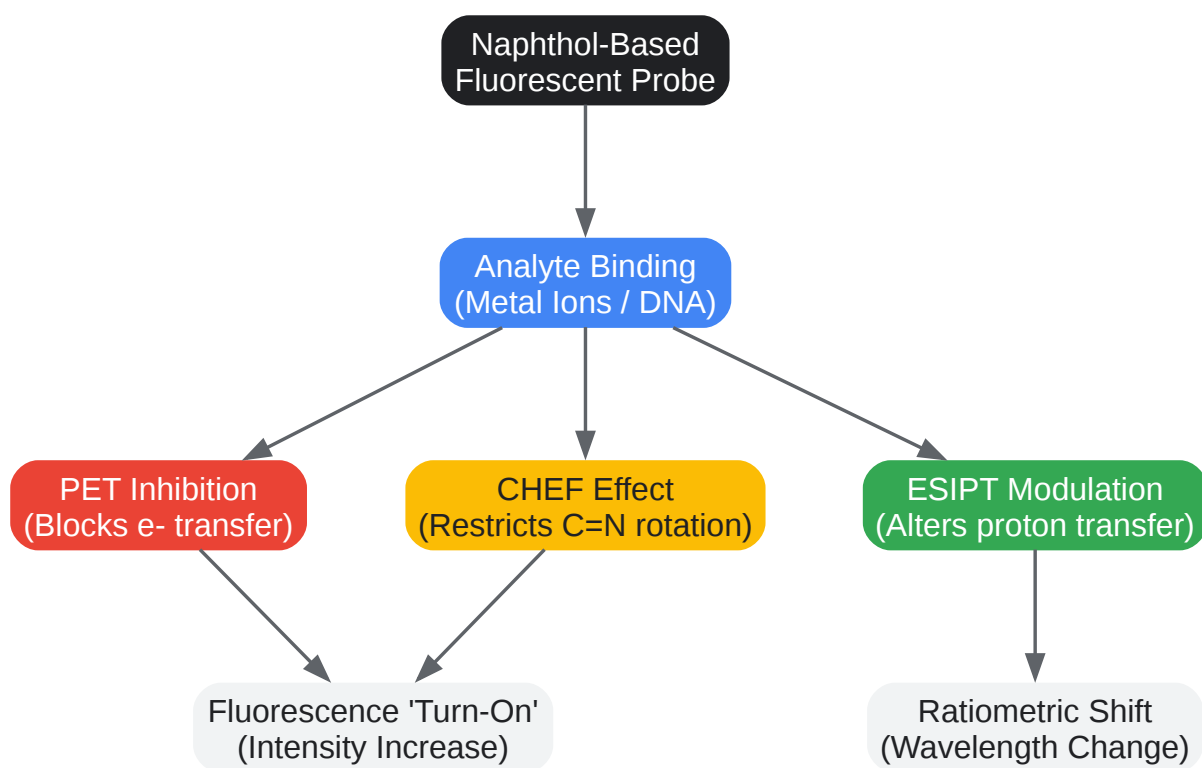 Naphthol-Based
Fluorescent Probe
Analyte Binding
(Metal Ions / DNA)
PET Inhibition
(Blocks e- transfer)
CHEF Effect
(Restricts C=N rotation)
ESIPT Modulation
(Alters proton transfer)
Fluorescence 'Turn-On'
(Intensity Increase)
Ratiometric Shift
(Wavelength Change)